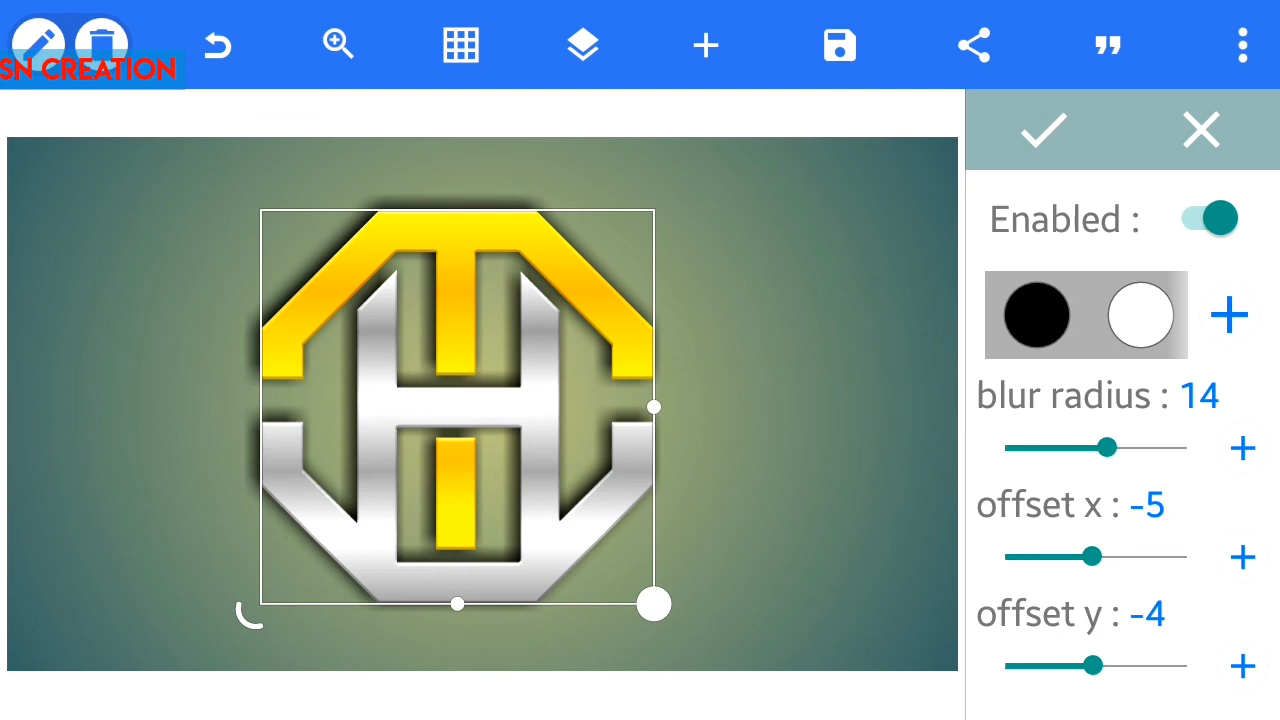 SN CREATION
Enabled :
blur radius : 14
offset x : -5
offset y : -4